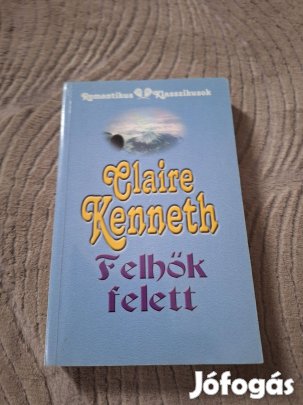 Romantikus Klasszikusok
Claire
Kenneth
Felhők
felett
Jófogás